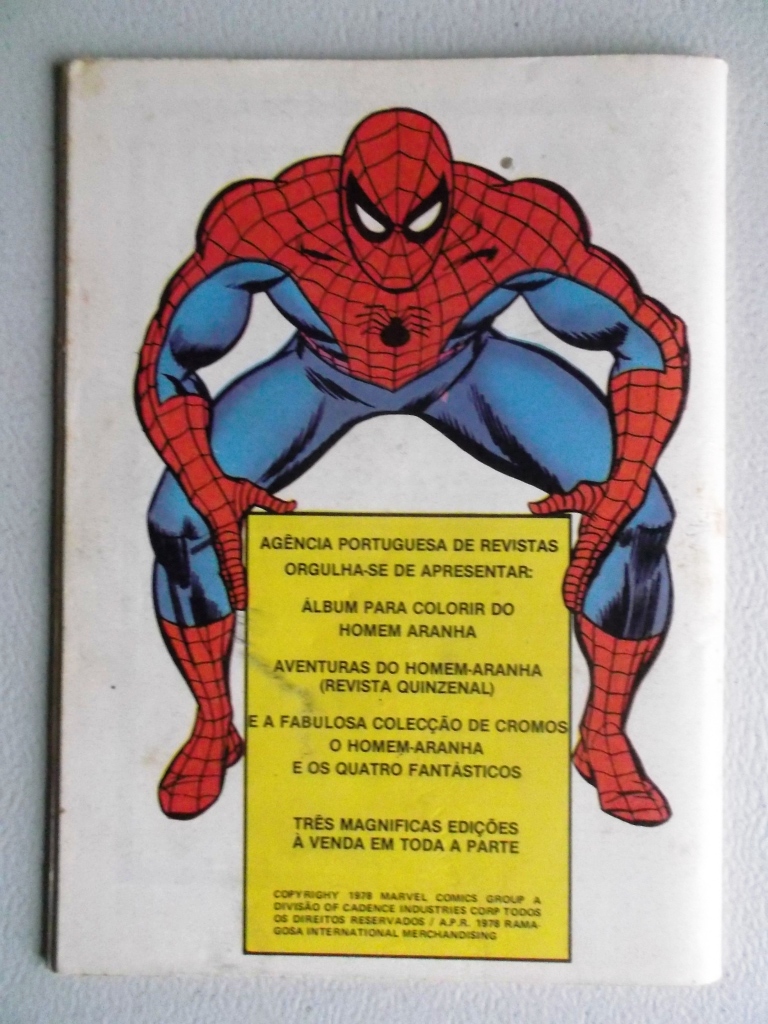 AGÊNCIA PORTUGUESA DE REVISTAS
ORGULHA-SE DE APRESENTAR:
ÁLBUM PARA COLORIR DO
HOMEM ARANHA
AVENTURAS DO HOMEM-ARANHA
(REVISTA QUINZENAL)
E A FABULOSA COLECÇÃO DE CROMOS
O HOMEM-ARANHA
E OS QUATRO FANTÁSTICOS
TRÊS MAGNIFICAS EDIÇÕES
À VENDA EM TODA A PARTE
COPYRIGHY 1978 MARVEL COMICS GROUP A
DIVISÃO OF CADENCE INDUSTRIES CORP TODOS
OS DIREITOS RESERVADOS / A.P.R. 1978 RAMA-
GOSA INTERNATIONAL MERCHANDISING